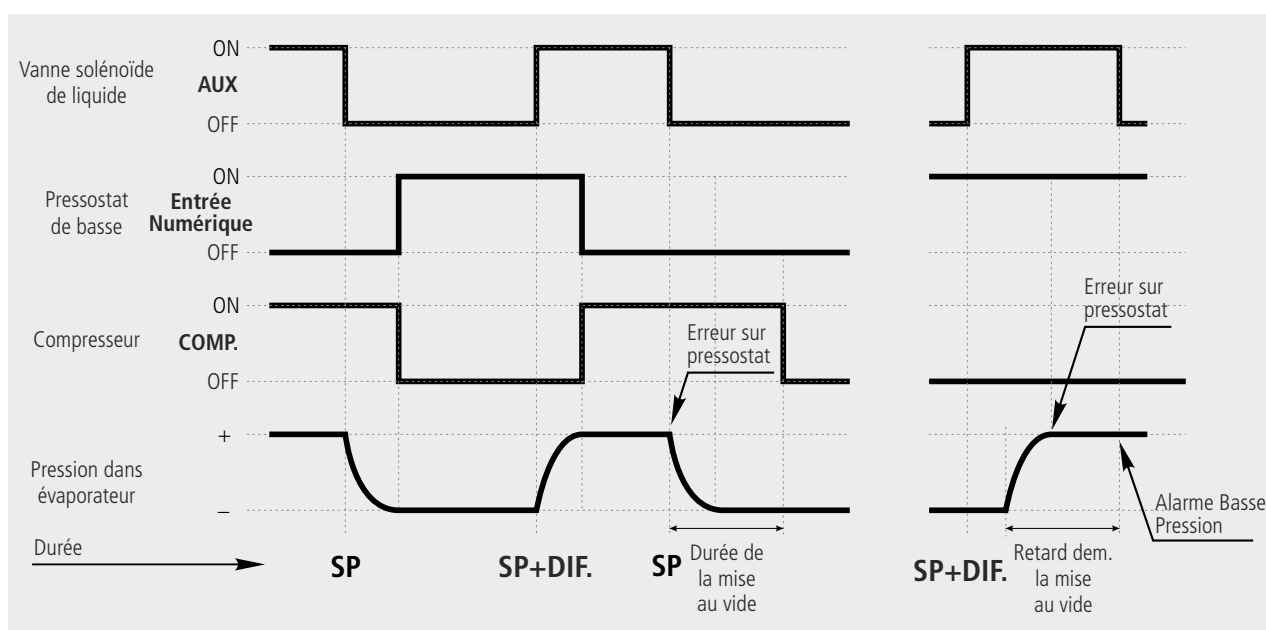 Vanne solénoïde
de liquide
AUX
ON
OFF
Pressostat
de basse
Entrée
Numérique
ON
OFF
Compresseur
COMP.
ON
OFF
Erreur sur
pressostat
Erreur sur
pressostat
Pression dans
évaporateur
+
–
Alarme Basse
Pression
Durée
SP
SP+DIF.
SP
Durée de
la mise
au vide
SP+DIF.
Retard dem.
la mise
au vide